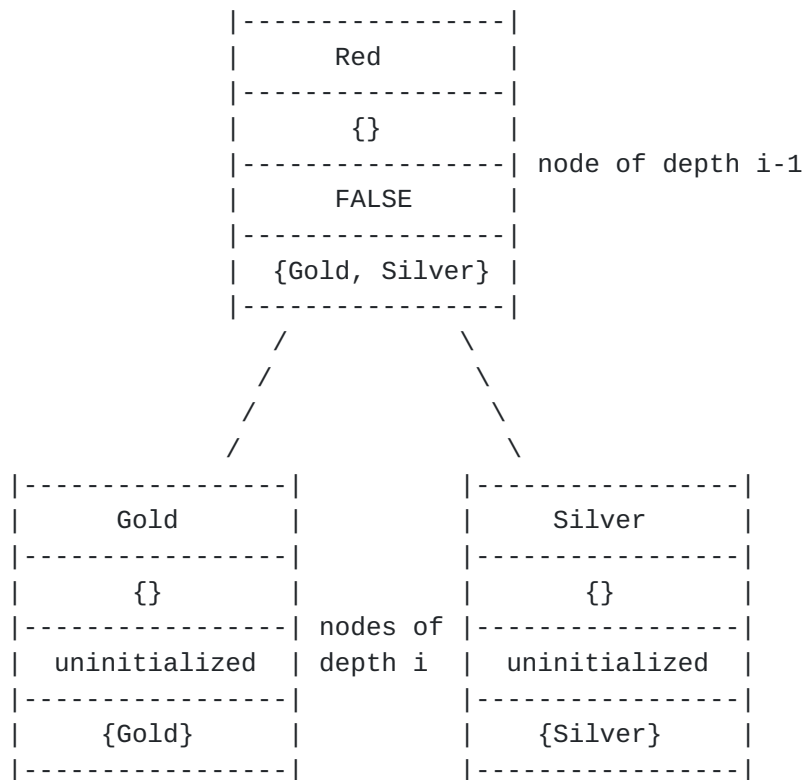 |-----------------|
|       Red       |
|-----------------|
|        {}       |
|-----------------| node of depth i-1
|      FALSE      |
|-----------------|
|  {Gold, Silver} |
|-----------------|
/           \
/             \
/               \
/                 \
|-----------------|          |-----------------|
|      Gold       |          |     Silver      |
|-----------------|          |-----------------|
|       {}        |          |       {}        |
|-----------------| nodes of |-----------------|
|  uninitialized  | depth i  |  uninitialized  |
|-----------------|          |-----------------|
|     {Gold}      |          |    {Silver}     |
|-----------------|          |-----------------|